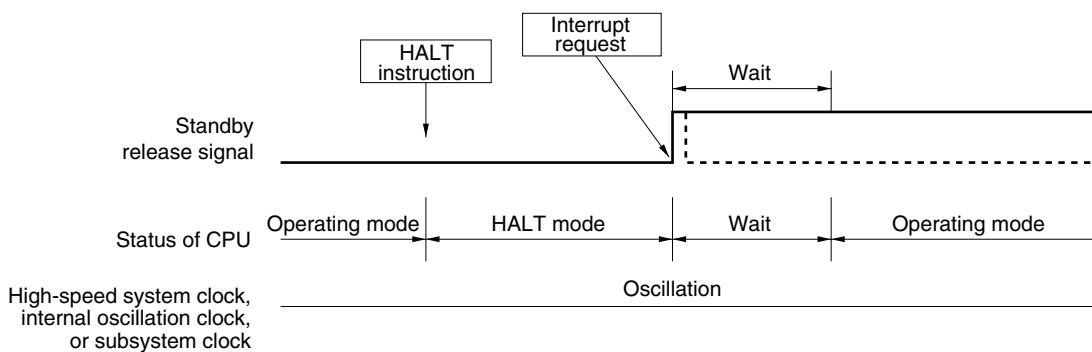 Interrupt
request
HALT
instruction
Wait
Standby
release signal
Status of CPU
Operating mode
HALT mode
Wait
Operating mode
High-speed system clock,
internal oscillation clock,
or subsystem clock
Oscillation